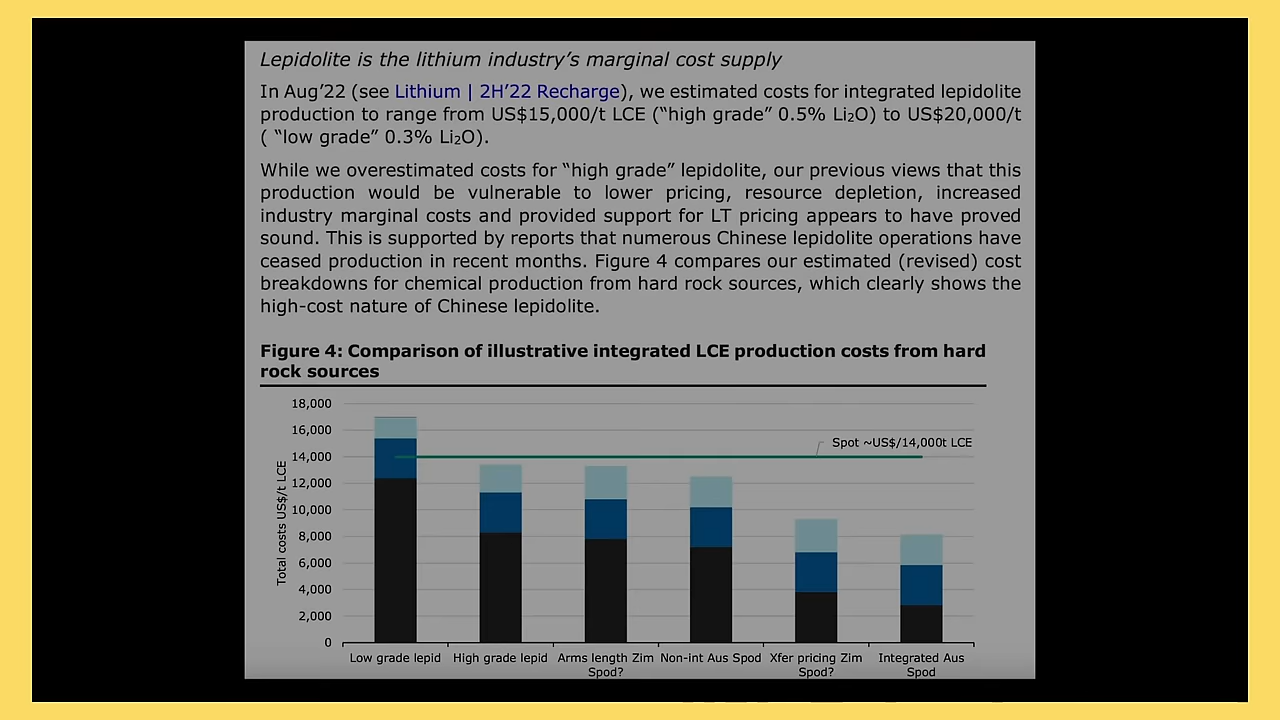 Lepidolite is the lithium industry’s marginal cost supply
In Aug’22 (see Lithium | 2H’22 Recharge), we estimated costs for integrated lepidolite
production to range from US$15,000/t LCE (“high grade” 0.5% Li₂O) to US$20,000/t
( “low grade” 0.3% Li₂O).
While we overestimated costs for “high grade” lepidolite, our previous views that this
production would be vulnerable to lower pricing, resource depletion, increased
industry marginal costs and provided support for LT pricing appears to have proved
sound. This is supported by reports that numerous Chinese lepidolite operations have
ceased production in recent months. Figure 4 compares our estimated (revised) cost
breakdowns for chemical production from hard rock sources, which clearly shows the
high-cost nature of Chinese lepidolite.
Figure 4: Comparison of illustrative integrated LCE production costs from hard
rock sources
Total costs US$/t LCE
18,000
16,000
14,000
12,000
10,000
8,000
6,000
4,000
2,000
0
Spot ~US$/14,000t LCE
Low grade lepid
High grade lepid
Arms length Zim
Spod?
Non-int Aus Spod
Xfer pricing Zim
Spod?
Integrated Aus
Spod